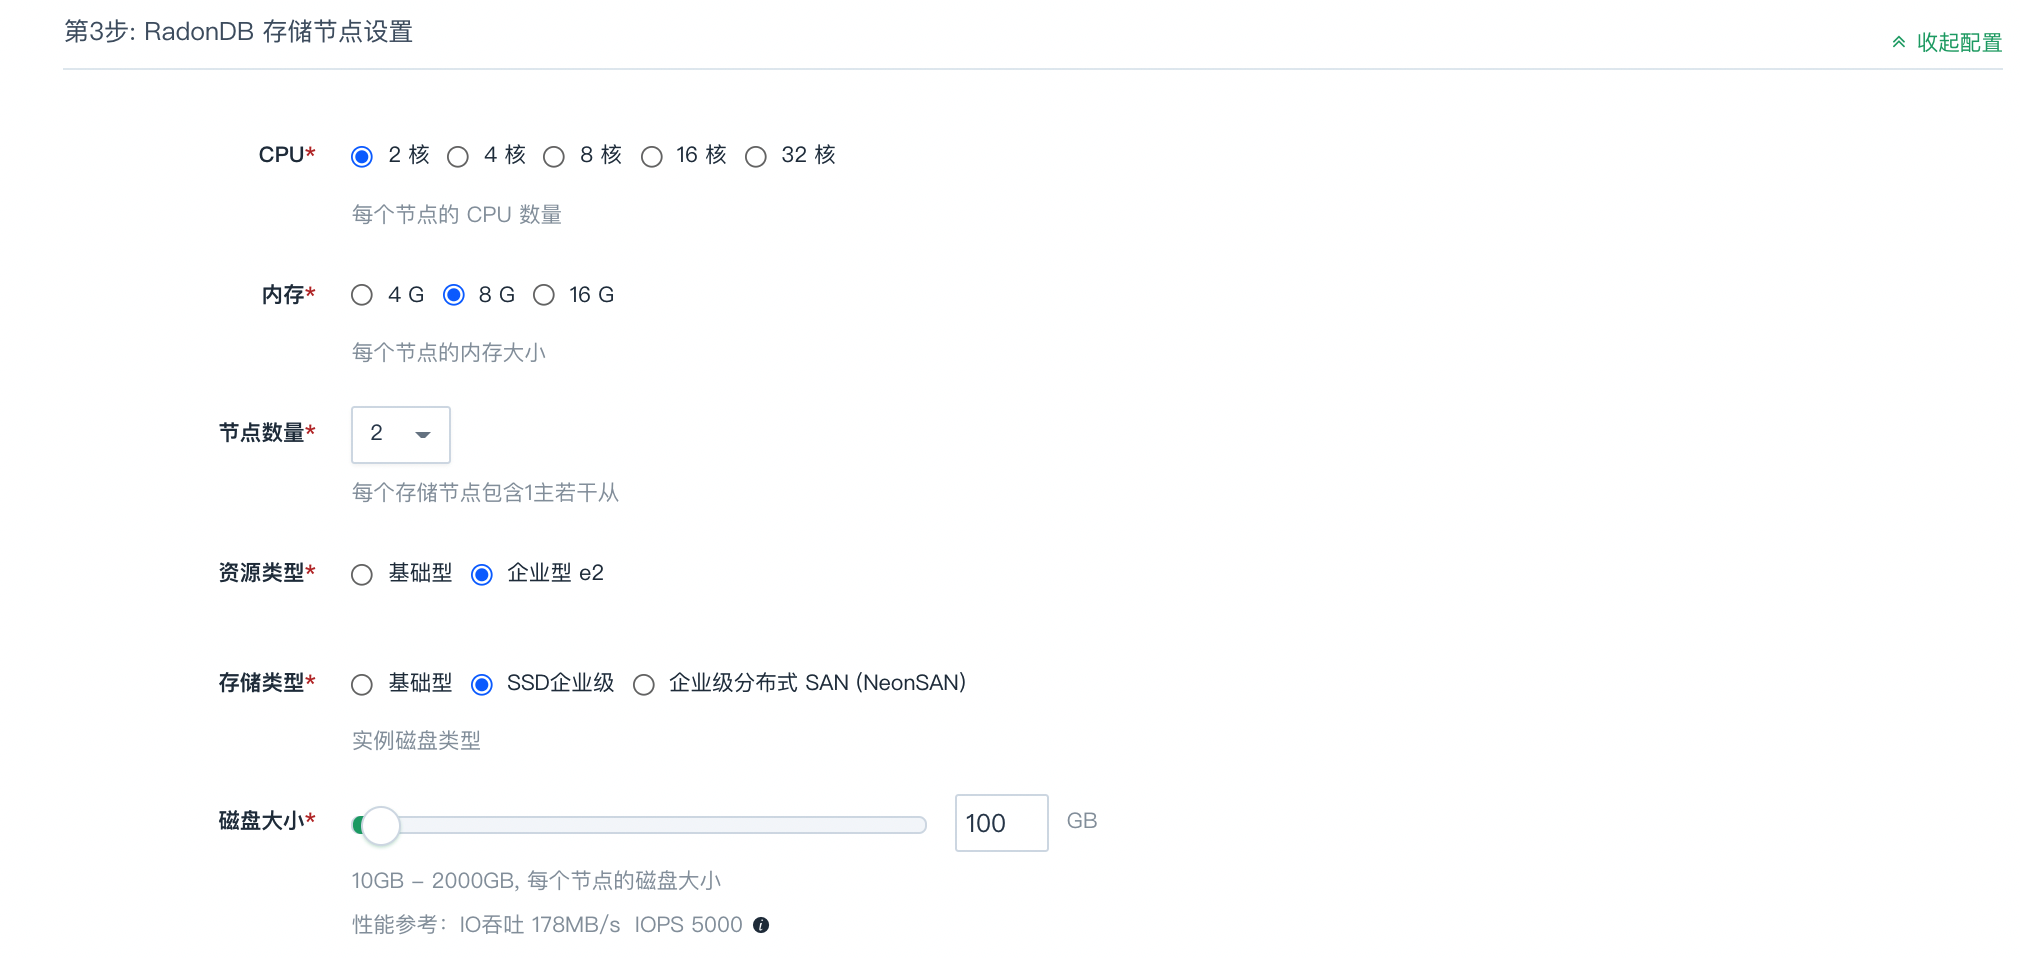 第3步: RadonDB 存储节点设置
收起配置
CPU* 2 核 4 核 8 核 16 核 32 核
每个节点的 CPU 数量
内存* 4 G 8 G 16 G
每个节点的内存大小
节点数量* 2
每个存储节点包含1主若干从
资源类型* 基础型 企业型 e2
存储类型* 基础型 SSD企业级 企业级分布式 SAN (NeonSAN)
实例磁盘类型
磁盘大小* 100 GB
10GB – 2000GB, 每个节点的磁盘大小
性能参考：IO吞吐 178MB/s IOPS 5000